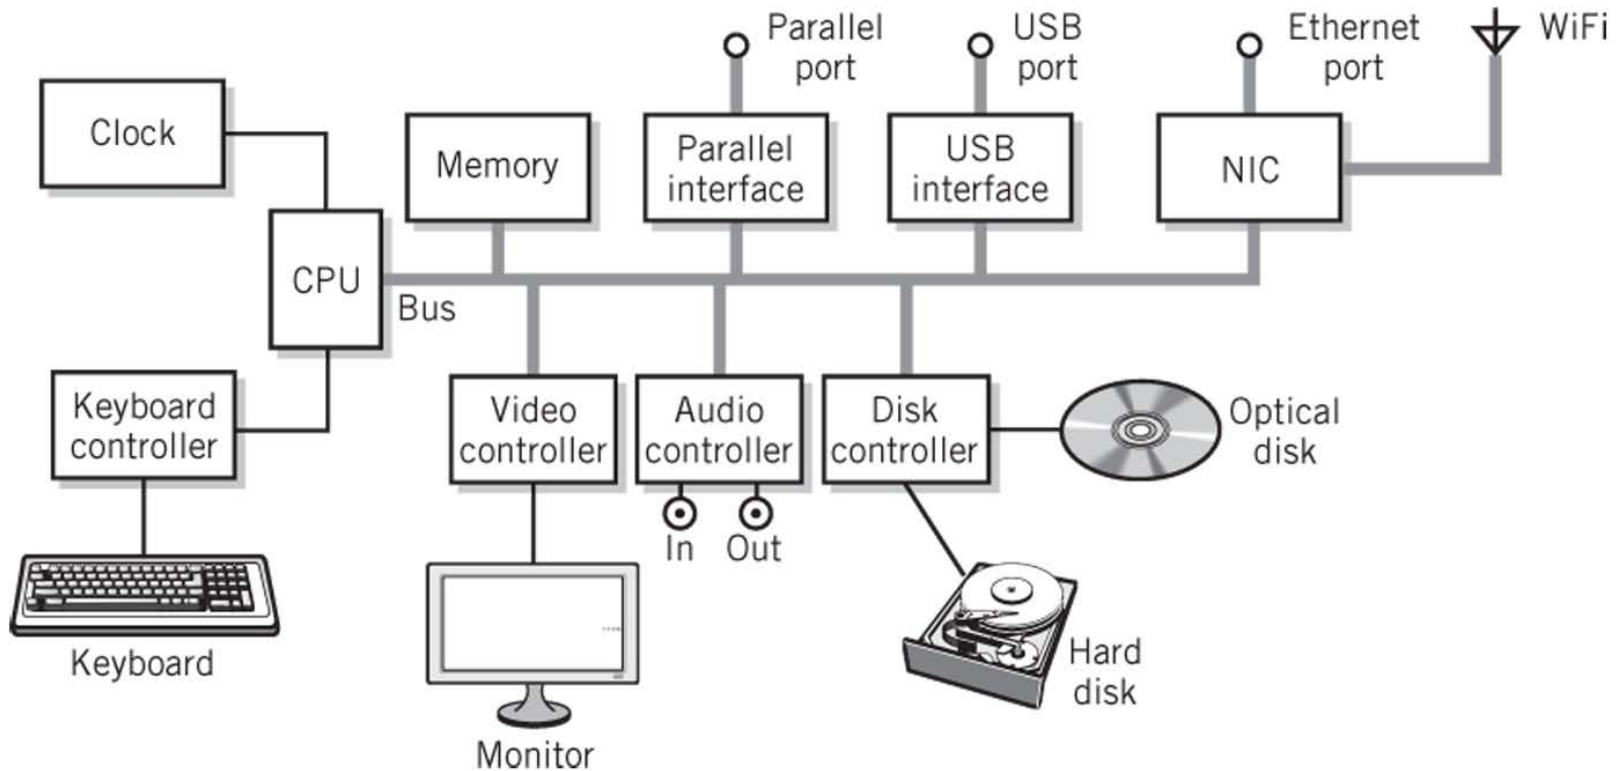 Parallel
port
USB
port
Ethernet
port
WiFi
Clock
Memory
Parallel
interface
USB
interface
NIC
CPU
Bus
Keyboard
controller
Video
controller
Audio
controller
Disk
controller
Optical
disk
In
Out
Keyboard
Hard
disk
Monitor